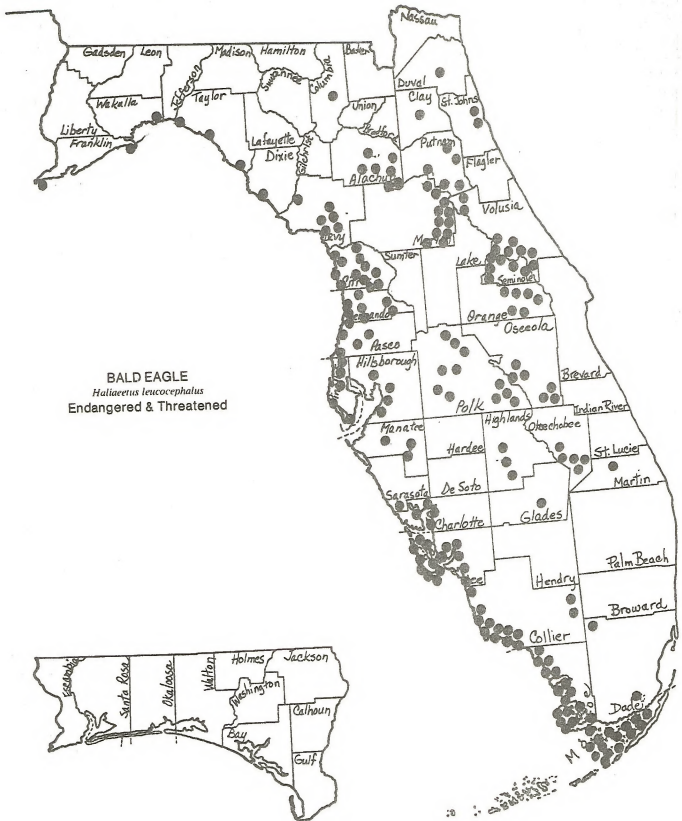 Nassau
Gadsden
Leon
Madison
Hamilton
Baker
Columbia
Suwannee
Jefferson
Duval
Wakulla
Taylor
Clay
St. Johns
Union
Bradford
Liberty
Franklin
Lafayette
Putnam
Dixie
Gilchrist
Flagler
Alachu
Volusia
Sumter
Lake
Seminole
Orange
Osceola
Pasco
Hillsborough
Brevard
BALD EAGLE
Haliaeetus leucocephalus
Endangered & Threatened
Polk
Highlands
Okeechobee
Indian River
Manatee
Hardee
St. Lucie
Martin
Sarasota
De Soto
Charlotte
Glades
Palm Beach
Hendry
Broward
Collier
Dade
Escambia
Santa Rosa
Okaloosa
Walton
Holmes
Jackson
Washington
Calhoun
Bay
Gulf